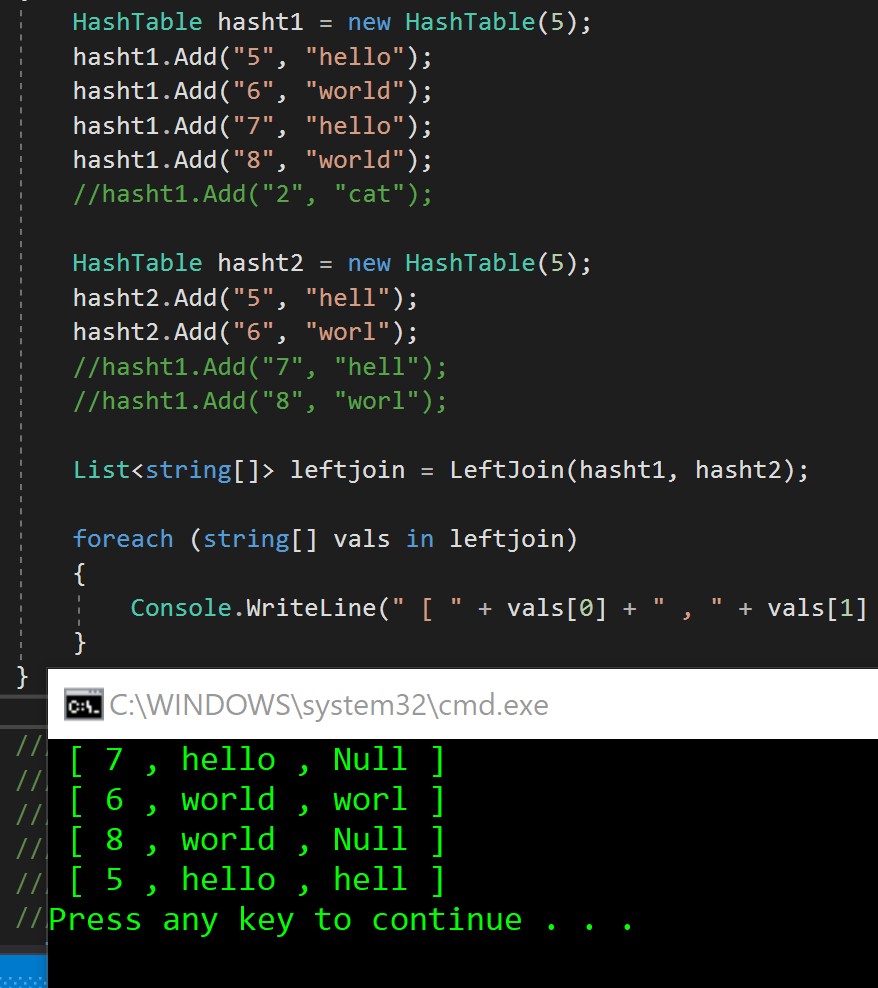 HashTable hasht1 = new HashTable(5);
hasht1.Add("5", "hello");
hasht1.Add("6", "world");
hasht1.Add("7", "hello");
hasht1.Add("8", "world");
//hasht1.Add("2", "cat");
HashTable hasht2 = new HashTable(5);
hasht2.Add("5", "hell");
hasht2.Add("6", "worl");
//hasht1.Add("7", "hell");
//hasht1.Add("8", "worl");
List<string[]> leftjoin = LeftJoin(hasht1, hasht2);
foreach (string[] vals in leftjoin)
{
Console.WriteLine(" [ " + vals[0] + " , " + vals[1]
}
}
C:\WINDOWS\system32\cmd.exe
///
[ 7 , hello , Null ]
///
[ 6 , world , worl ]
///
[ 8 , world , Null ]
///
[ 5 , hello , hell ]
///
///
Press any key to continue . . .